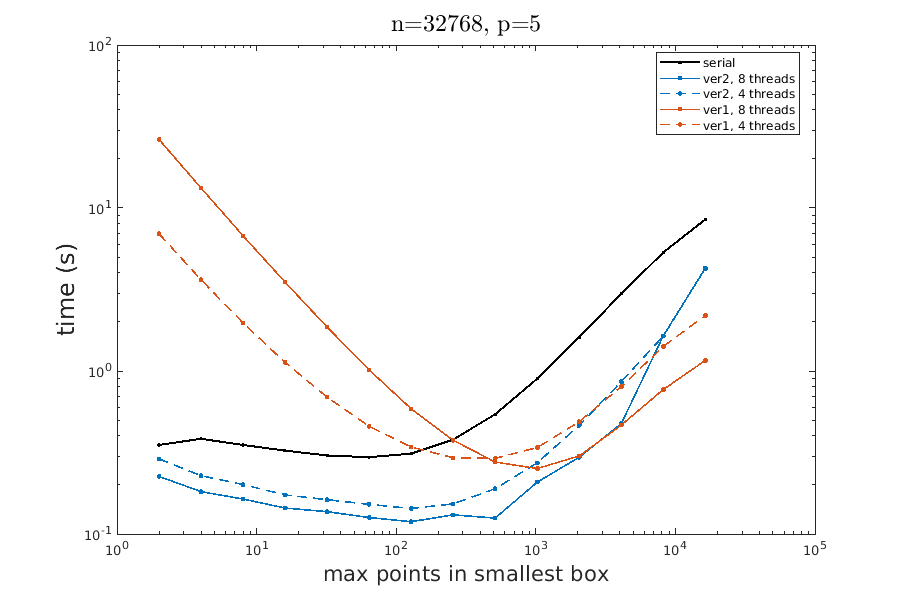 n=32768, p=5
10^2
10^1
10^0
10^-1
time (s)
serial
ver2, 8 threads
ver2, 4 threads
ver1, 8 threads
ver1, 4 threads
10^0 10^1 10^2 10^3 10^4 10^5
max points in smallest box